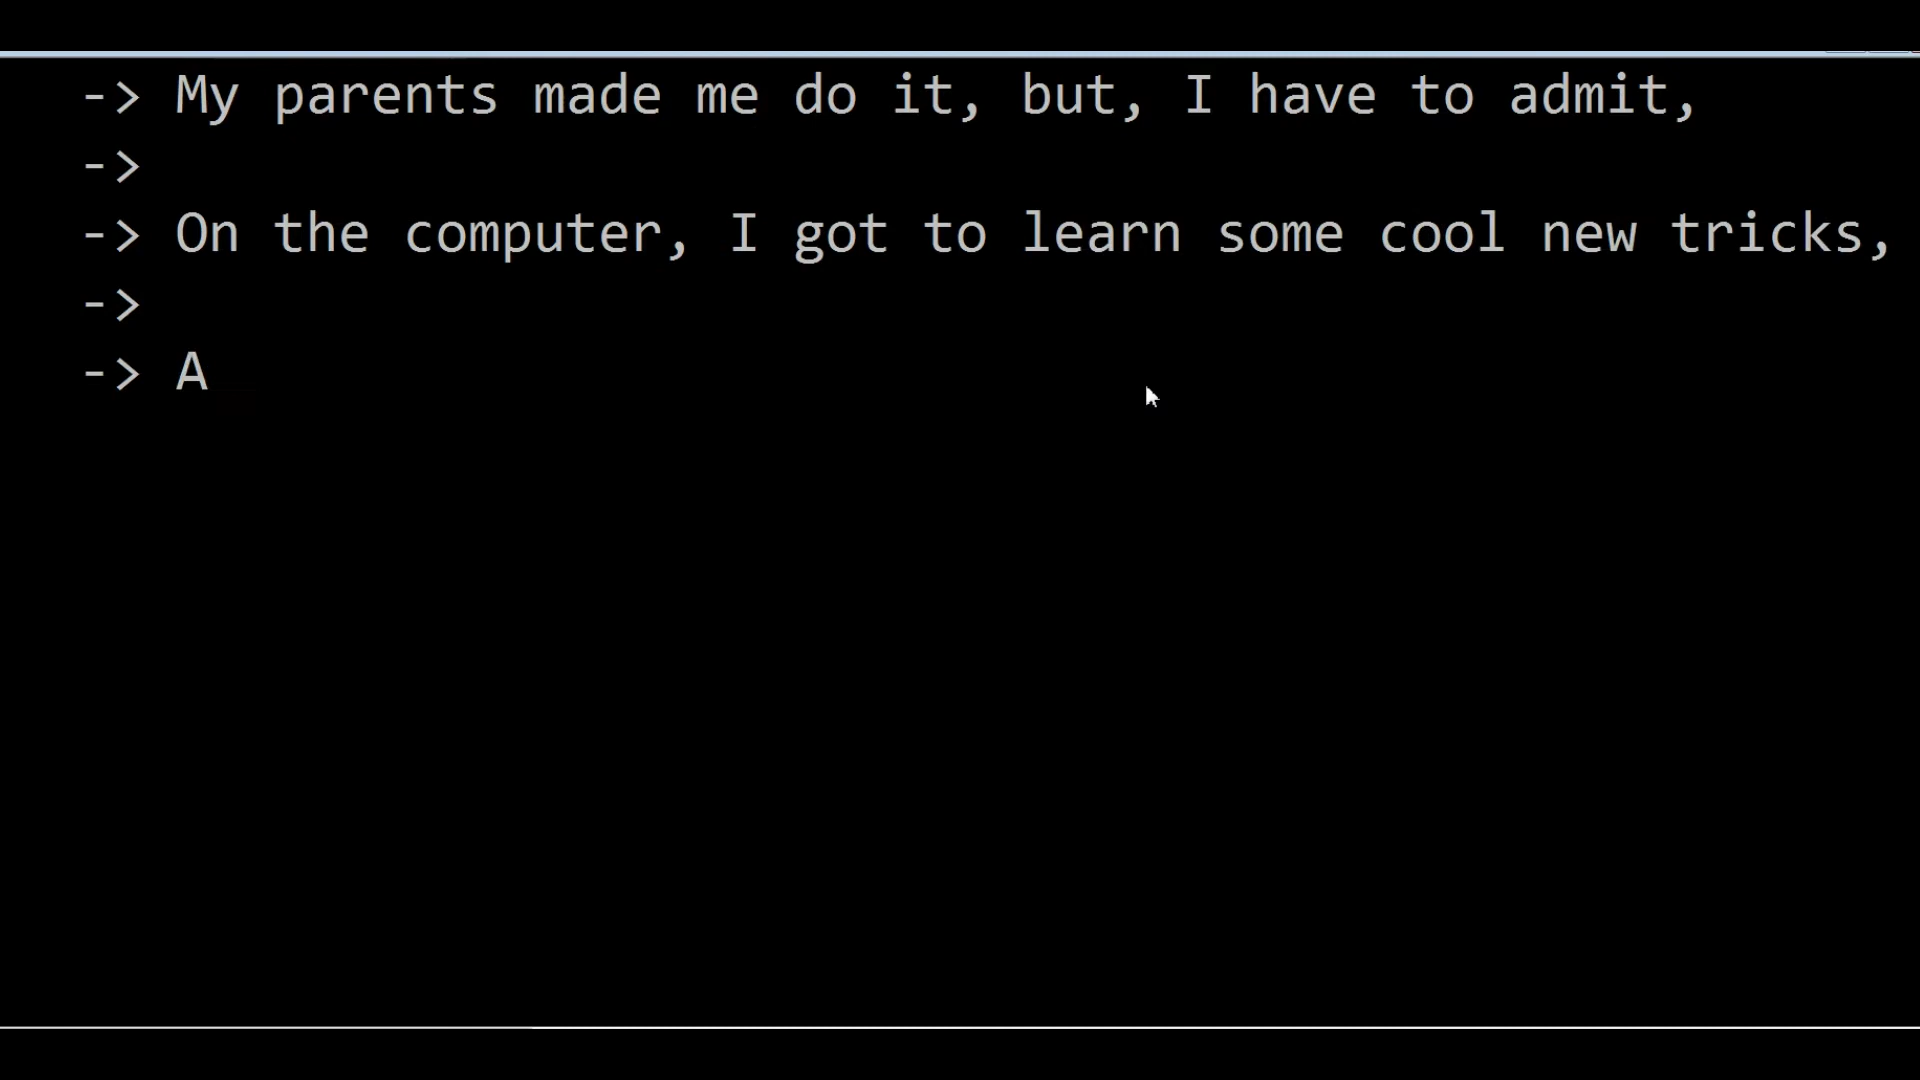 -> My parents made me do it, but, I have to admit,
->
-> On the computer, I got to learn some cool new tricks,
->
-> A